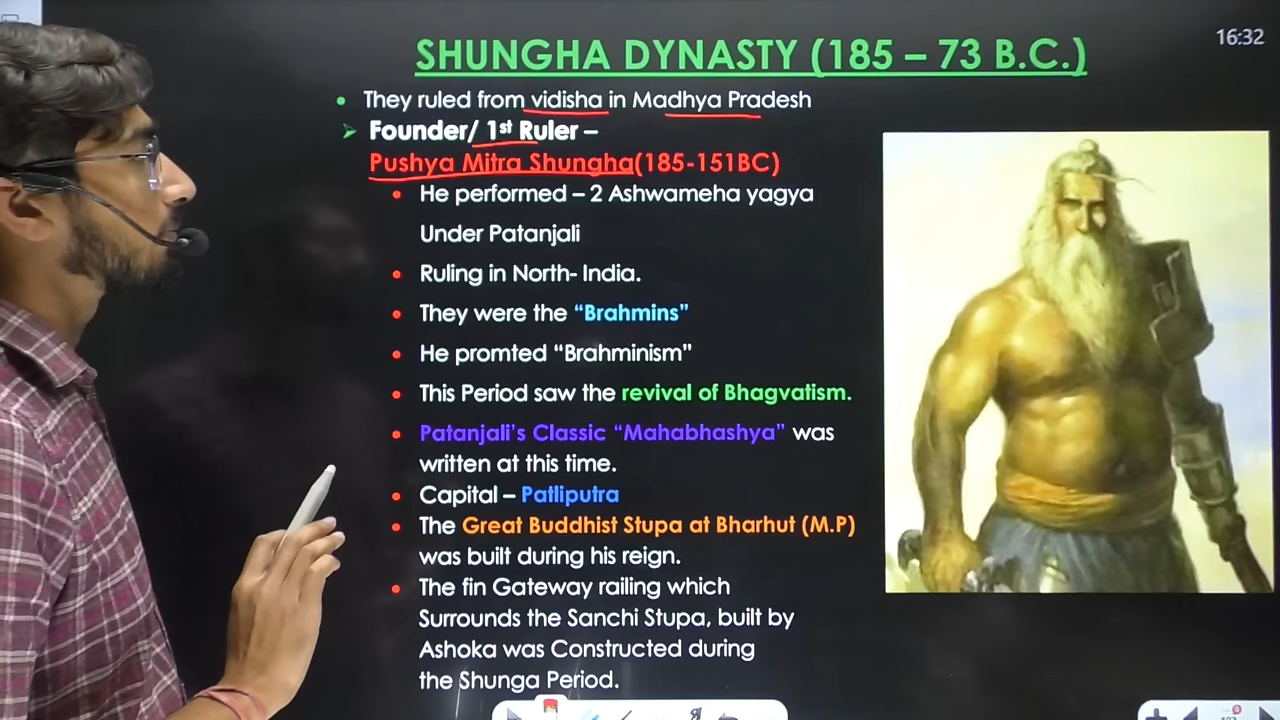 16:32
SHUNGHA DYNASTY (185 – 73 B.C.)
• They ruled from vidisha in Madhya Pradesh
➢ Founder/ 1st Ruler –
Pushya Mitra Shungha(185-151BC)
• He performed – 2 Ashwameha yagya
Under Patanjali
• Ruling in North- India.
• They were the “Brahmins”
• He promted “Brahminism”
• This Period saw the revival of Bhagvatism.
• Patanjali’s Classic “Mahabhashya” was
written at this time.
• Capital – Patliputra
• The Great Buddhist Stupa at Bharhut (M.P)
was built during his reign.
• The fin Gateway railing which
Surrounds the Sanchi Stupa, built by
Ashoka was Constructed during
the Shunga Period.